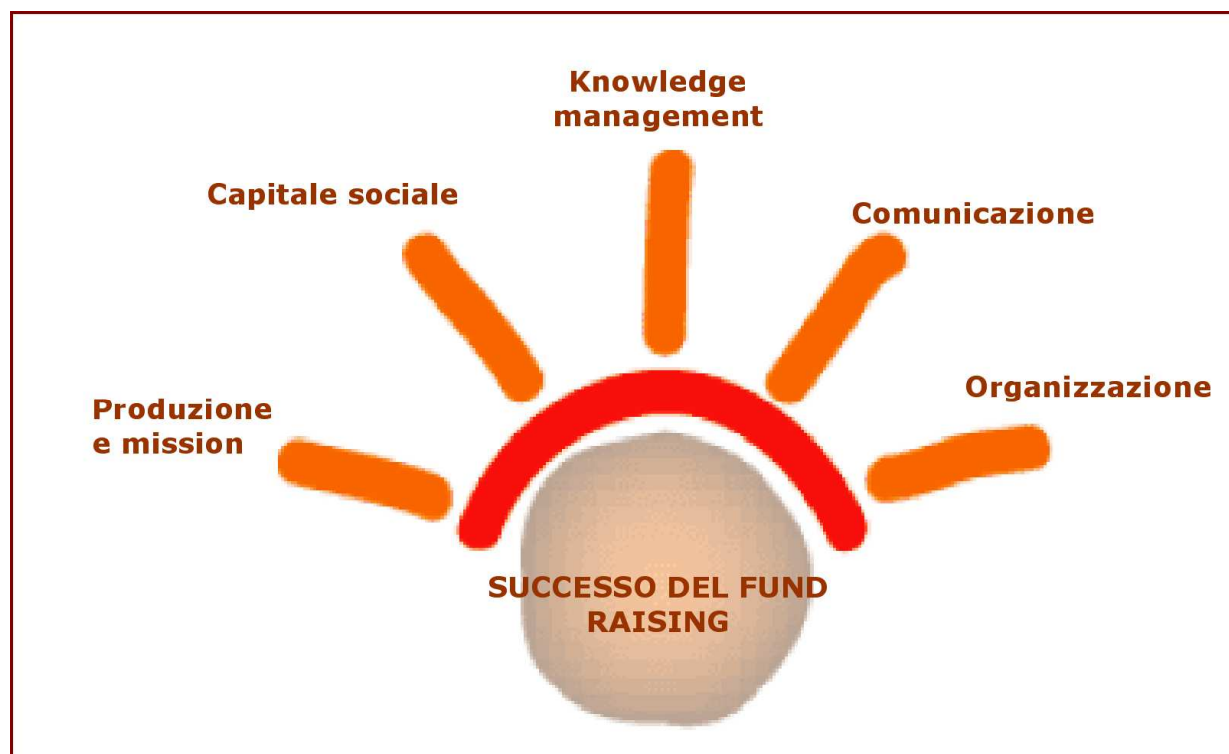 Knowledge
management
Capitale sociale
Comunicazione
Organizzazione
Produzione
e mission
SUCCESSO DEL FUND
RAISING